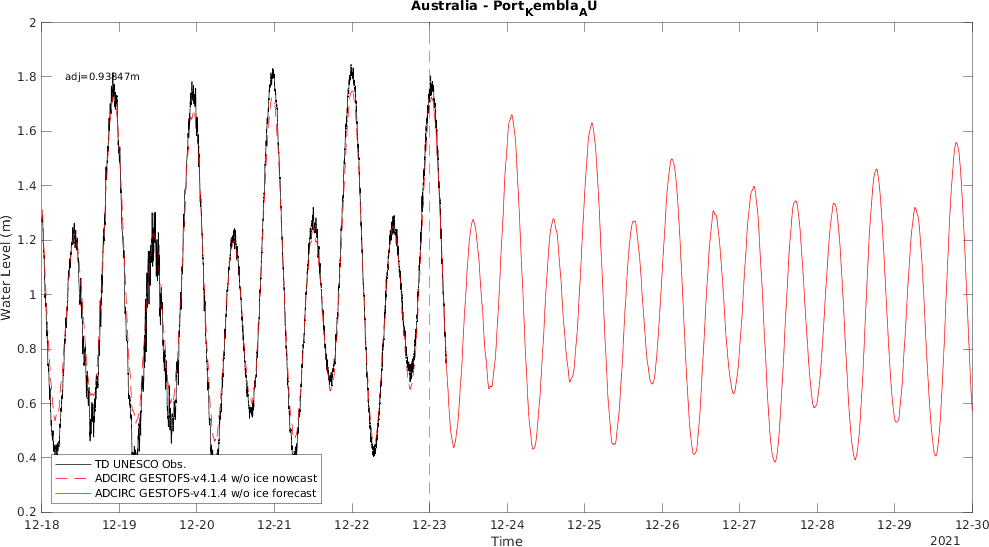 Australia - PortKemblaAU
2
1.8
1.6
1.4
1.2
1
0.8
0.6
0.4
0.2
Water Level (m)
adj=0.93847m
TD UNESCO Obs.
ADCIRC GESTOFS-v4.1.4 w/o ice nowcast
ADCIRC GESTOFS-v4.1.4 w/o ice forecast
12-18 12-19 12-20 12-21 12-22 12-23 12-24 12-25 12-26 12-27 12-28 12-29 12-30
Time
2021